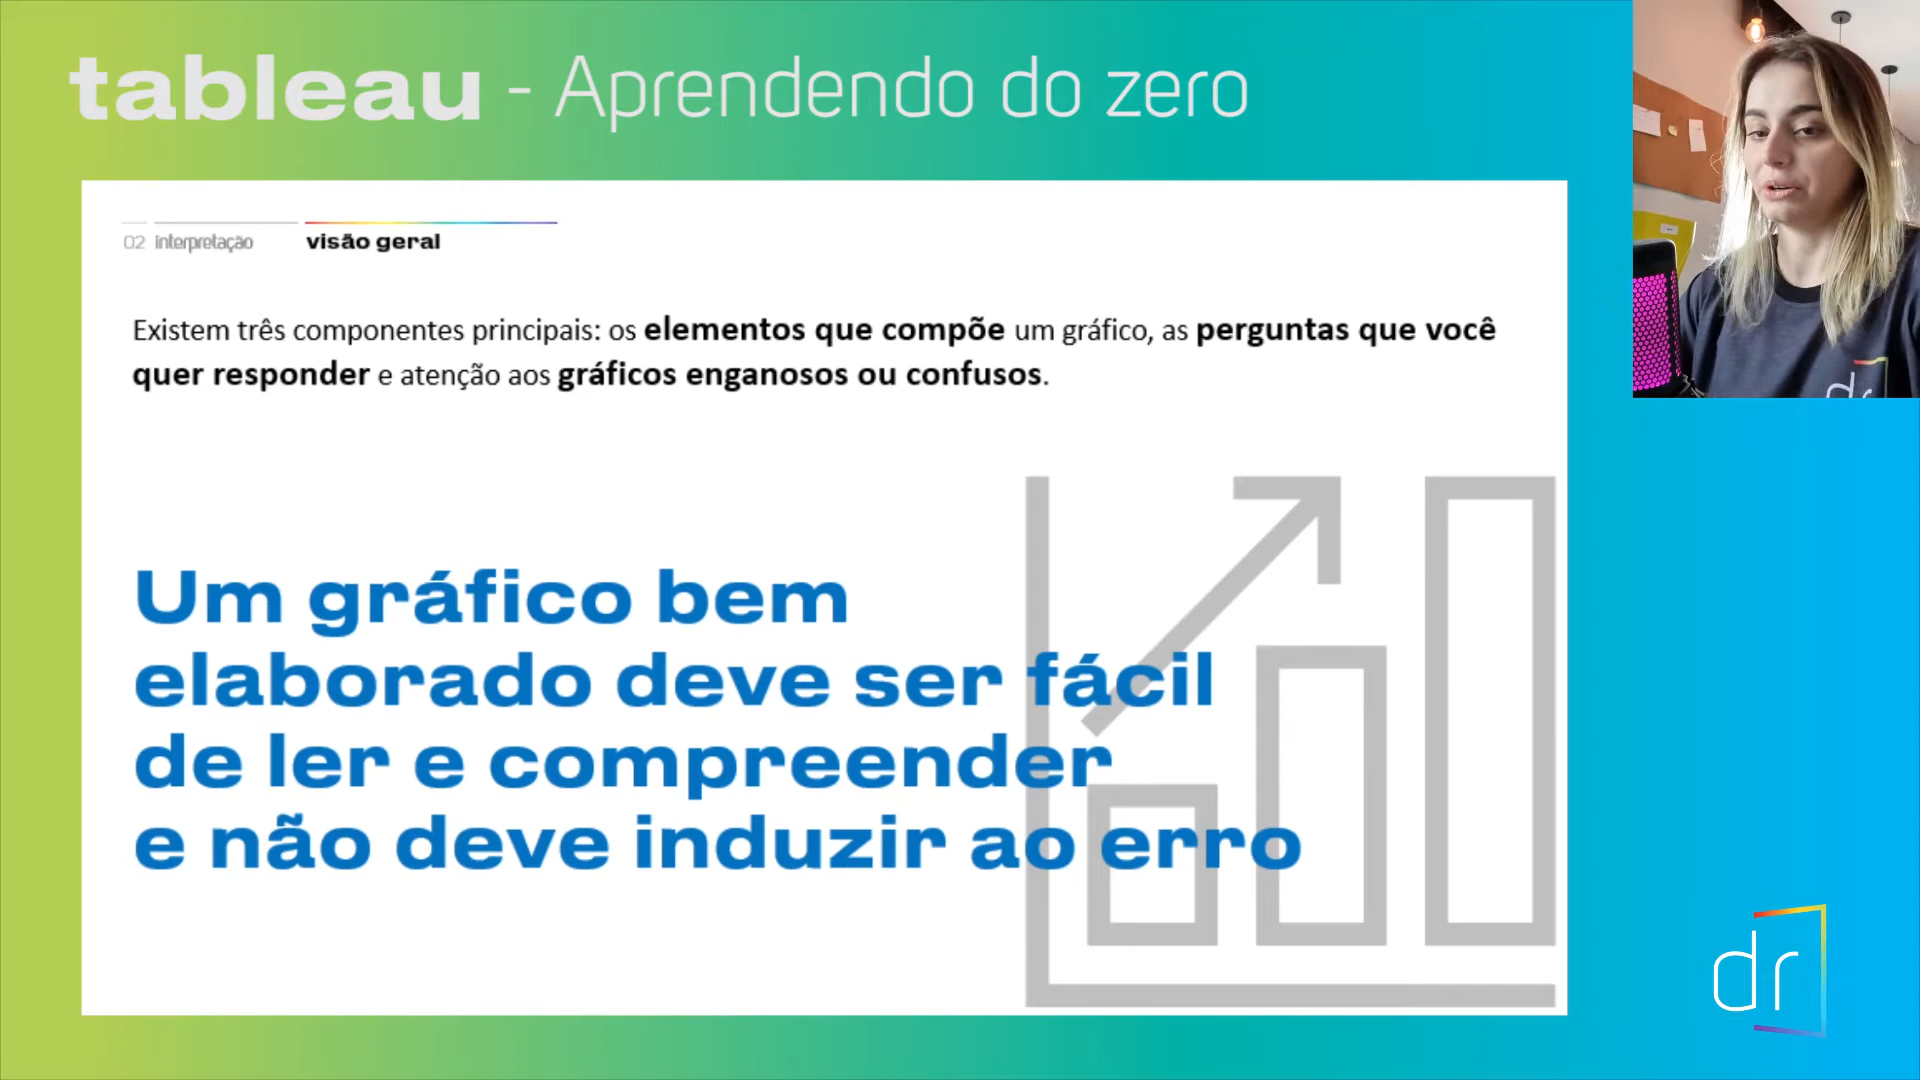 tableau - Aprendendo do zero
02 interpretação visão geral
Existem três componentes principais: os elementos que compõe um gráfico, as perguntas que você
quer responder e atenção aos gráficos enganosos ou confusos.
Um gráfico bem
elaborado deve ser fácil
de ler e compreender
e não deve induzir ao erro
dr
dr